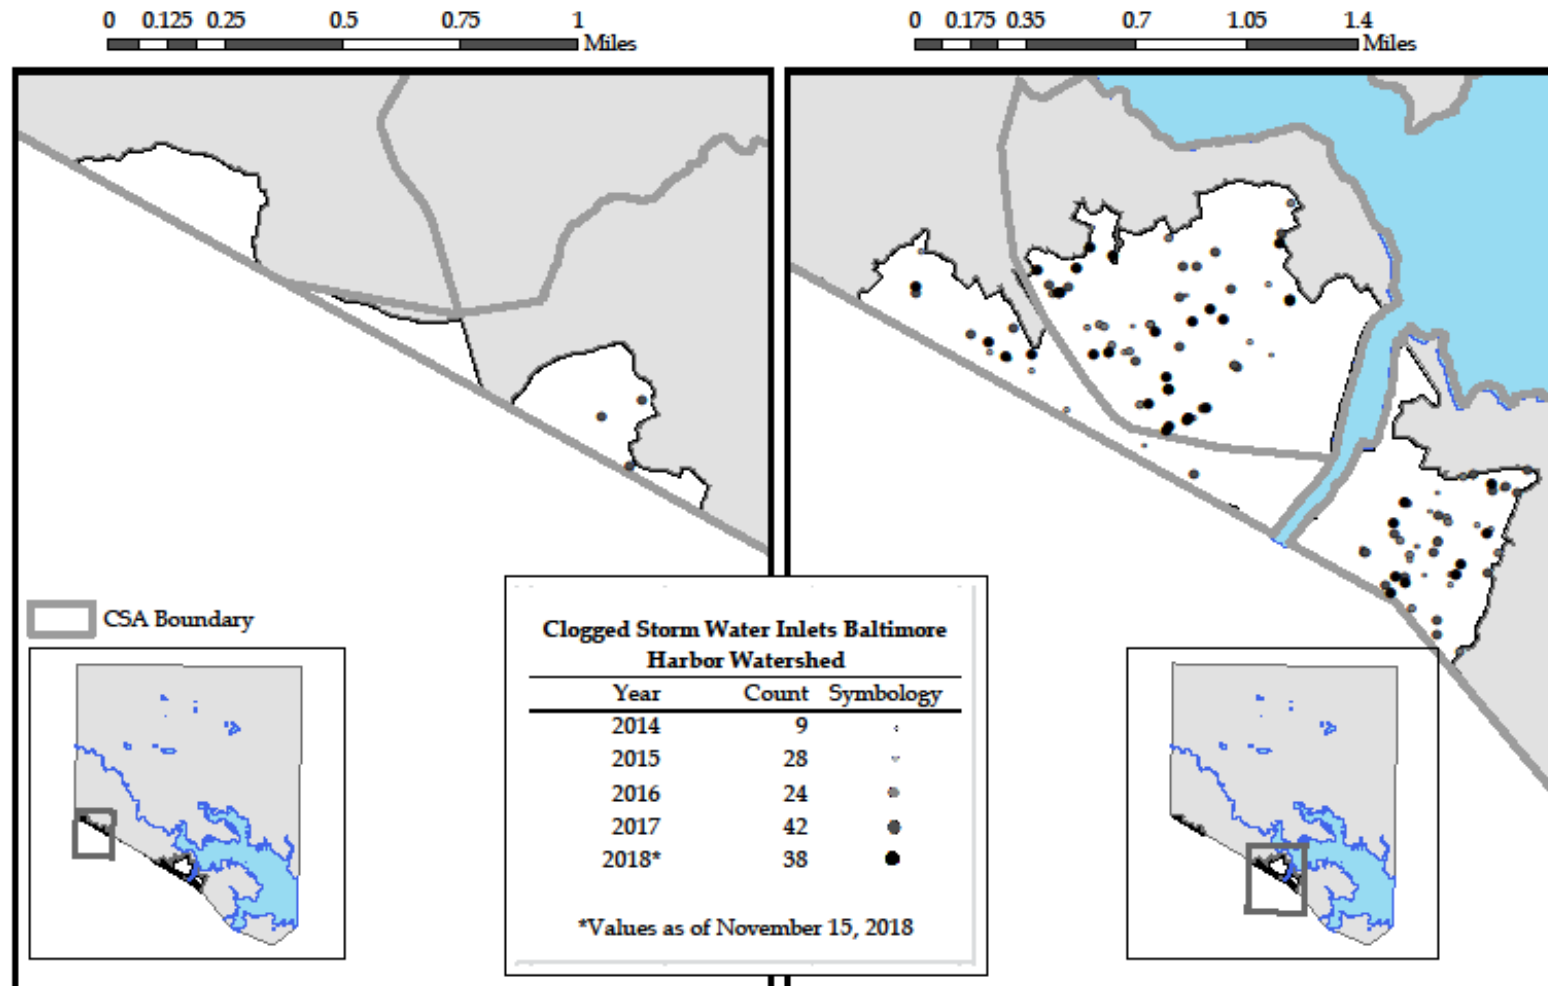 0 0.125 0.25 0.5 0.75 1
Miles
0 0.175 0.35 0.7 1.05 1.4
Miles
CSA Boundary
Clogged Storm Water Inlets Baltimore
Harbor Watershed
Year Count Symbology
2014 9
2015 28
2016 24
2017 42
2018* 38
*Values as of November 15, 2018